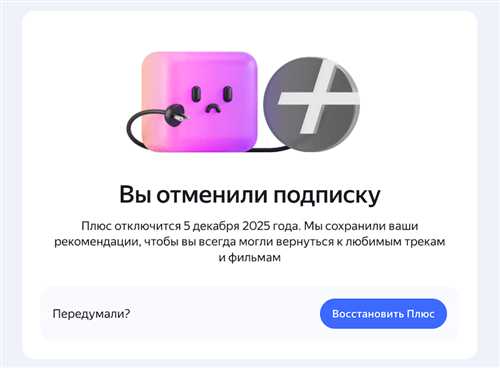 Вы отменили подписку
Плюс отключится 5 декабря 2025 года. Мы сохранили ваши
рекомендации, чтобы вы всегда могли вернуться к любимым трекам
и фильмам
Передумали?
Восстановить Плюс